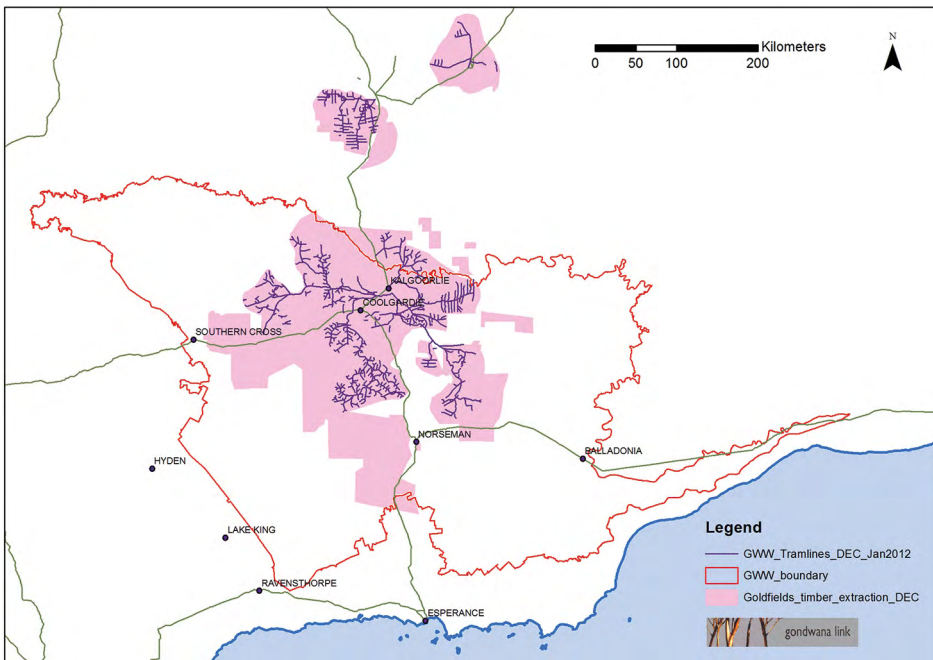 Kilometers
0 50 100 200
N
KALGOORLIE
COOLGARDIE
SOUTHERN CROSS
NORSEMAN
BALLADONIA
HYDEN
LAKE KING
RAVENSTHORPE
ESPERANCE
Legend
GWW_Tramlines_DEC_Jan2012
GWW_boundary
Goldfields_timber_extraction_DEC
gondwana link